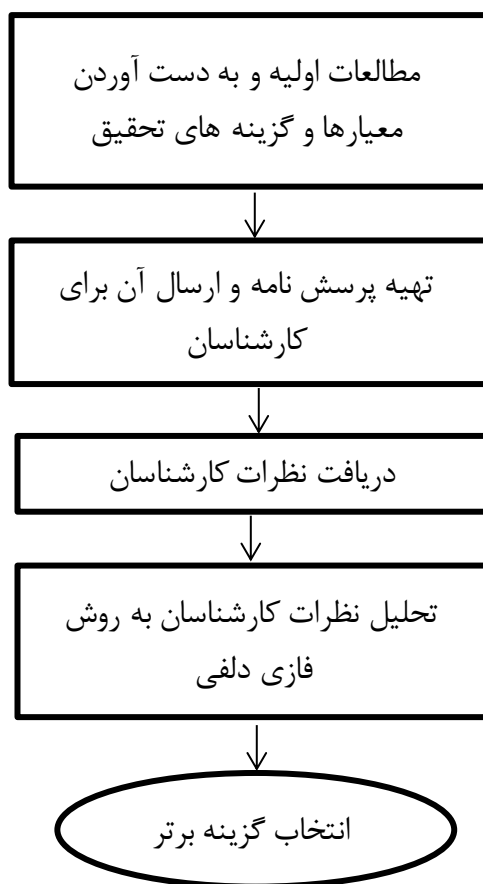 مطالعات اولیه و به دست آوردن
معیارها و گزینه های تحقیق
تهیه پرسش نامه و ارسال آن برای
کارشناسان
دریافت نظرات کارشناسان
تحلیل نظرات کارشناسان به روش
فازی دلفی
انتخاب گزینه برتر